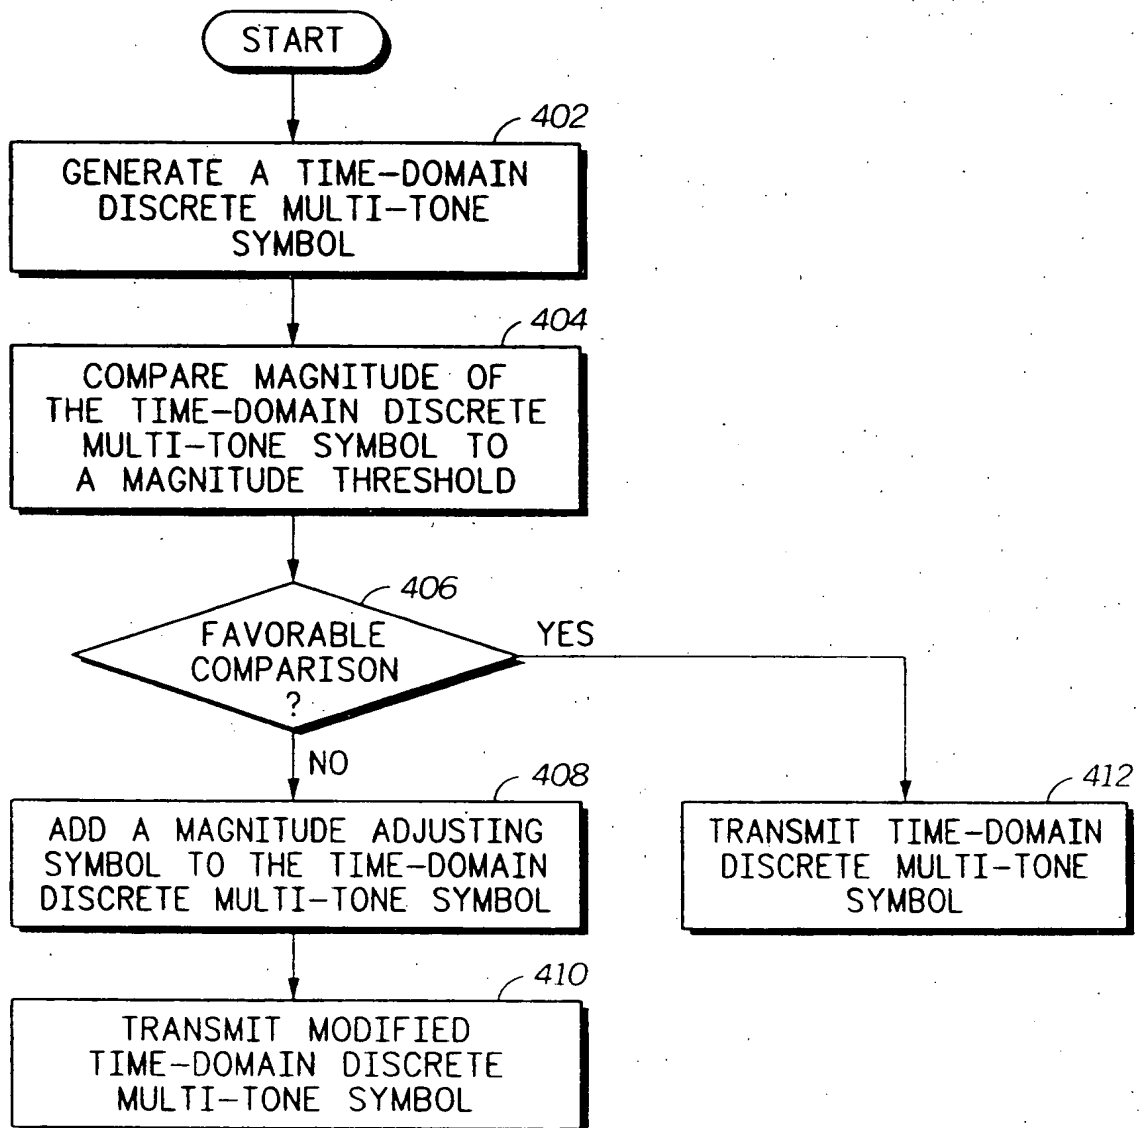 START
402
GENERATE A TIME-DOMAIN
DISCRETE MULTI-TONE
SYMBOL
404
COMPARE MAGNITUDE OF
THE TIME-DOMAIN DISCRETE
MULTI-TONE SYMBOL TO
A MAGNITUDE THRESHOLD
406
FAVORABLE
COMPARISON
?
YES
NO
408
ADD A MAGNITUDE ADJUSTING
SYMBOL TO THE TIME-DOMAIN
DISCRETE MULTI-TONE SYMBOL
412
TRANSMIT TIME-DOMAIN
DISCRETE MULTI-TONE
SYMBOL
410
TRANSMIT MODIFIED
TIME-DOMAIN DISCRETE
MULTI-TONE SYMBOL